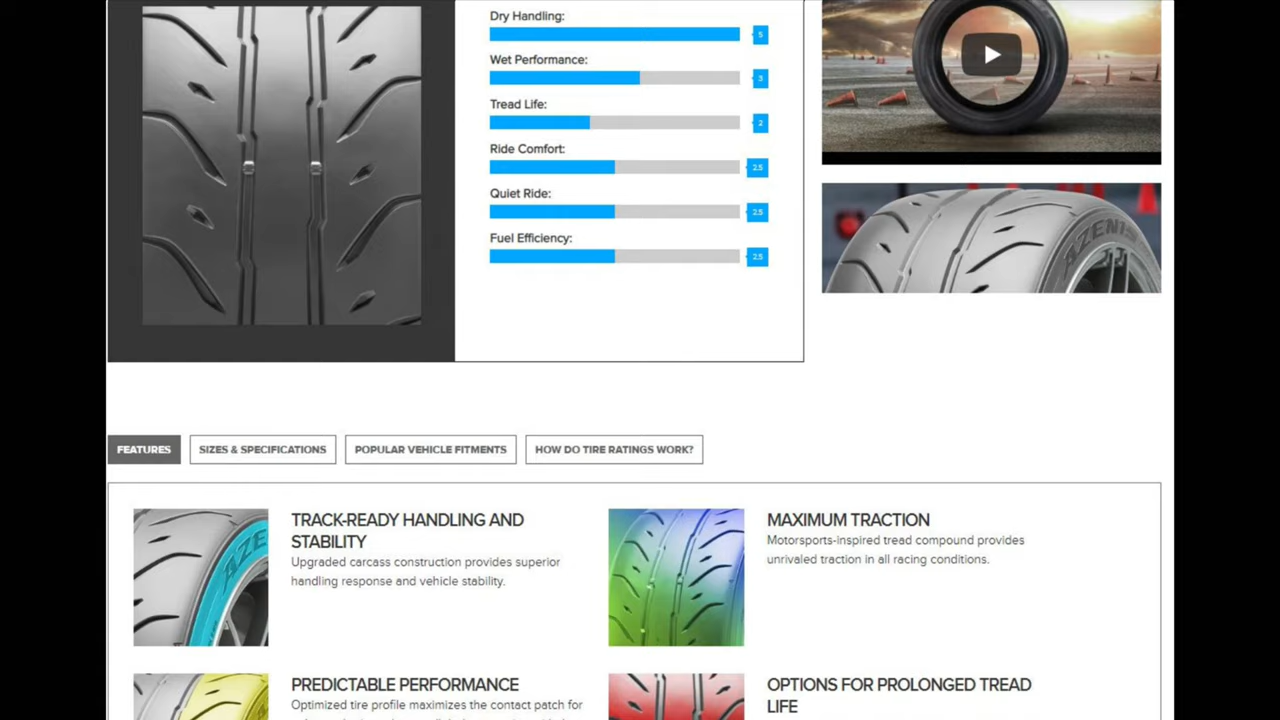 Dry Handling:
5
Wet Performance:
3
Tread Life:
2
Ride Comfort:
2.5
Quiet Ride:
2.5
Fuel Efficiency:
2.5
AZENIS
FEATURES
SIZES & SPECIFICATIONS
POPULAR VEHICLE FITMENTS
HOW DO TIRE RATINGS WORK?
AZE
TRACK-READY HANDLING AND
STABILITY
Upgraded carcass construction provides superior
handling response and vehicle stability.
MAXIMUM TRACTION
Motorsports-inspired tread compound provides
unrivaled traction in all racing conditions.
PREDICTABLE PERFORMANCE
Optimized tire profile maximizes the contact patch for
OPTIONS FOR PROLONGED TREAD
LIFE